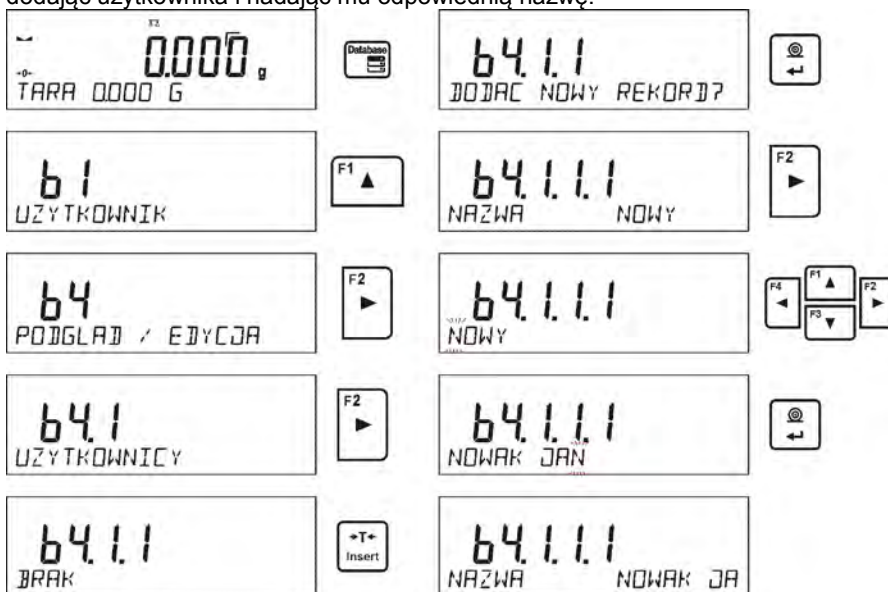 dodając użytkownika i nadając mu odpowiednią nazwę.
F2
0.000 g
→0←
TARA 0.000 G
Database
b1
UZYTKOWNIK
F1
b4
PODGLAD / EDYCJA
F2
b4.1
UZYTKOWNICY
F2
b4.1.1
BRAK
→T←
Insert
b4.1.1
DODAC NOWY REKORD?
b4.1.1.1
NAZWA NOWY
F2
b4.1.1.1
NOWY
F4 F1 F2
F3
b4.1.1.1
NOWAK JAN
b4.1.1.1
NAZWA NOWAK JA